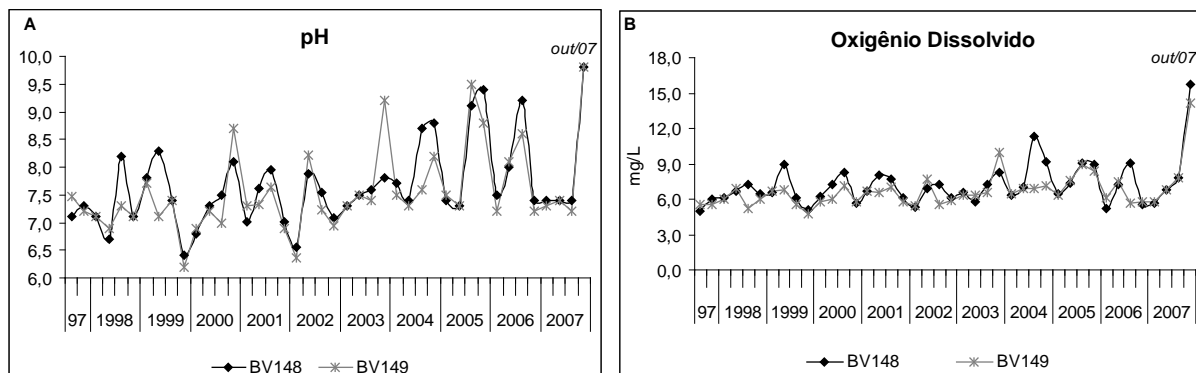 A
pH
out/07
10,0
9,5
9,0
8,5
8,0
7,5
7,0
6,5
6,0
97 1998 1999 2000 2001 2002 2003 2004 2005 2006 2007
BV148 BV149
B
Oxigênio Dissolvido
out/07
mg/L
18,0
15,0
12,0
9,0
6,0
3,0
0,0
97 1998 1999 2000 2001 2002 2003 2004 2005 2006 2007
BV148 BV149